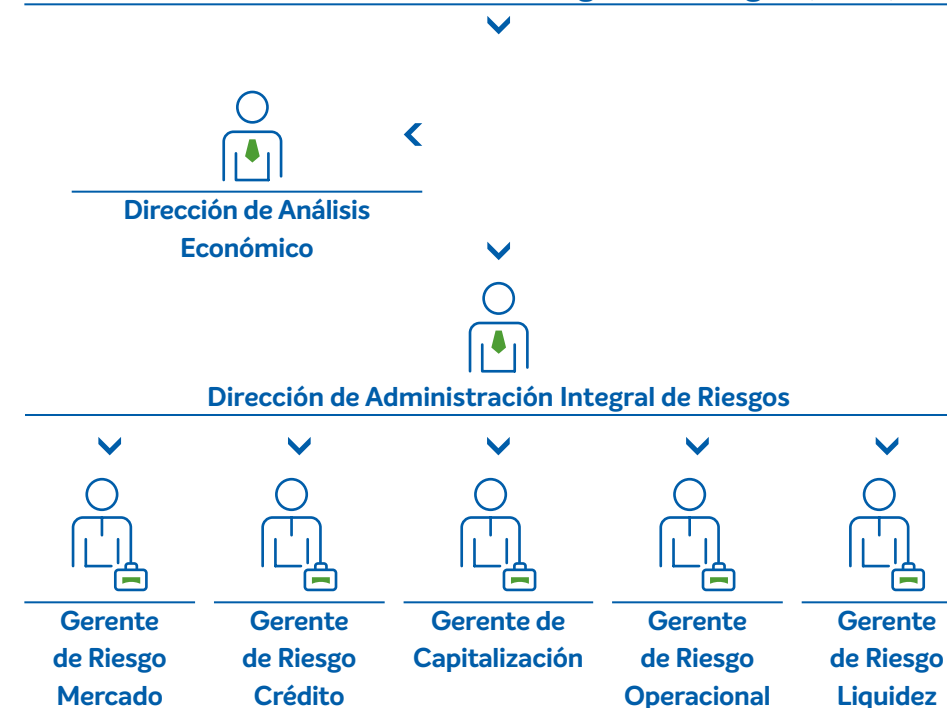 Dirección de Análisis
Económico
Dirección de Administración Integral de Riesgos
Gerente
de Riesgo
Mercado
Gerente
de Riesgo
Crédito
Gerente de
Capitalización
Gerente
de Riesgo
Operacional
Gerente
de Riesgo
Liquidez